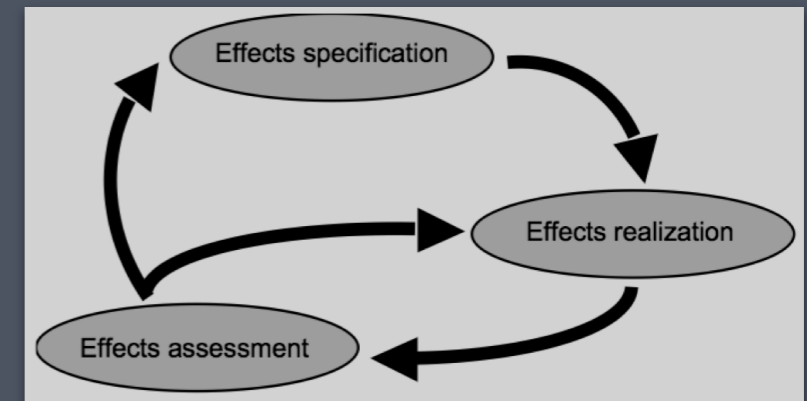 Effects specification
Effects realization
Effects assessment